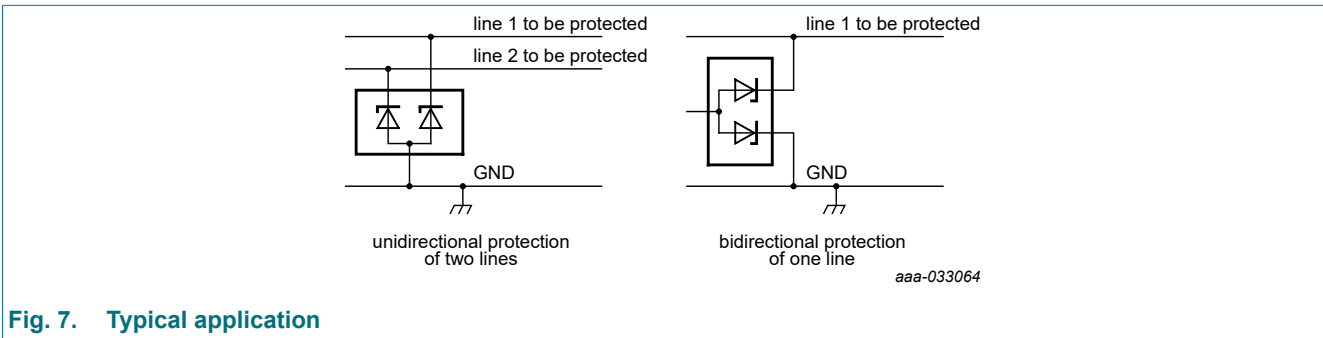 line 1 to be protected
line 2 to be protected
GND
unidirectional protection
of two lines
line 1 to be protected
GND
bidirectional protection
of one line
aaa-033064
Fig. 7. Typical application